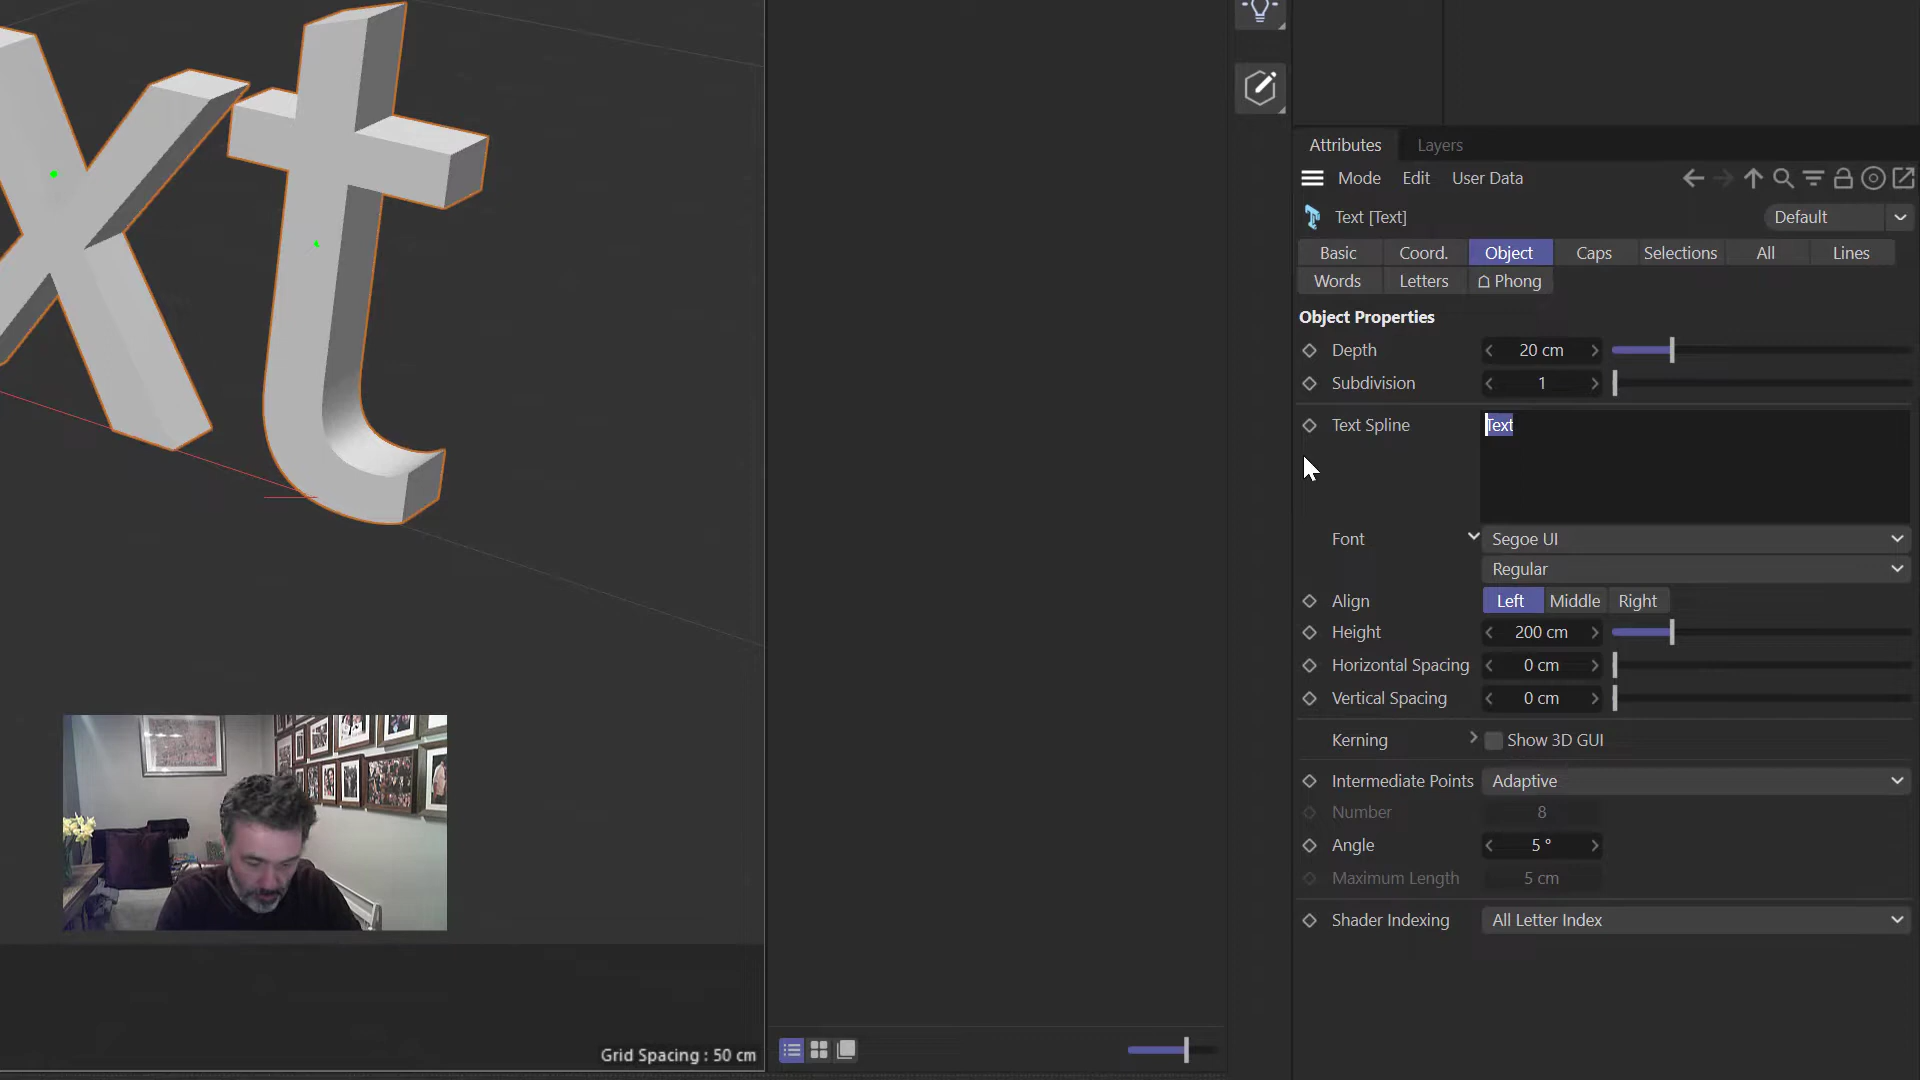 xt
Attributes Layers
Mode Edit User Data
Text [Text] Default
Basic Coord. Object Caps Selections All Lines
Words Letters Phong
Object Properties
Depth 20 cm
Subdivision 1
Text Spline Text
Font Segoe UI
Regular
Align Left Middle Right
Height 200 cm
Horizontal Spacing 0 cm
Vertical Spacing 0 cm
Kerning Show 3D GUI
Intermediate Points Adaptive
Number 8
Angle 5 °
Maximum Length 5 cm
Shader Indexing All Letter Index
Grid Spacing : 50 cm